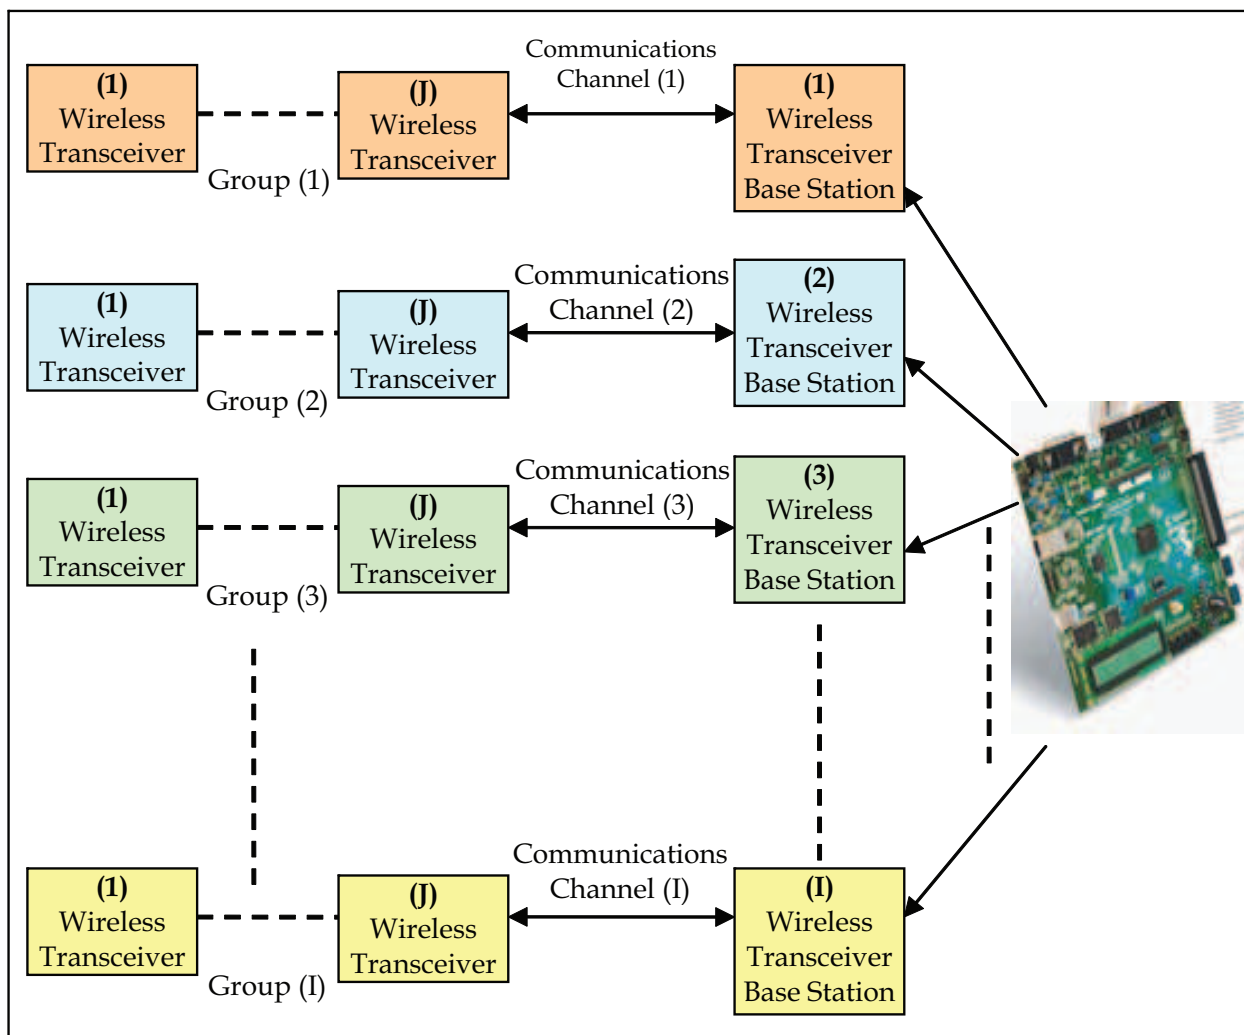 (1)
Wireless
Transceiver
Group (1)
(J)
Wireless
Transceiver
Communications
Channel (1)
(1)
Wireless
Transceiver
Base Station
(1)
Wireless
Transceiver
Group (2)
(J)
Wireless
Transceiver
Communications
Channel (2)
(2)
Wireless
Transceiver
Base Station
(1)
Wireless
Transceiver
Group (3)
(J)
Wireless
Transceiver
Communications
Channel (3)
(3)
Wireless
Transceiver
Base Station
(1)
Wireless
Transceiver
Group (I)
(J)
Wireless
Transceiver
Communications
Channel (I)
(I)
Wireless
Transceiver
Base Station